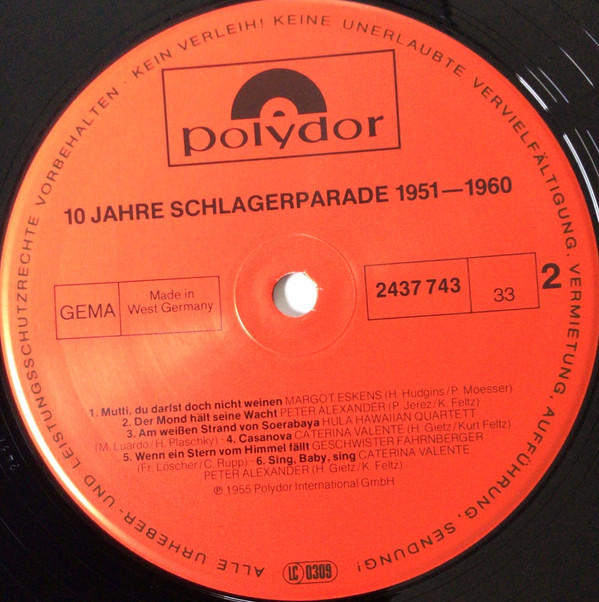 ALLE URHEBER- UND LEISTUNGSSCHUTZRECHTE VORBEHALTEN · KEIN VERLEIH! KEINE UNERLAUBTE VERVIELFÄLTIGUNG, VERMIETUNG, AUFFÜHRUNG, SENDUNG!
polydor
10 JAHRE SCHLAGERPARADE 1951—1960
GEMA
Made in
West Germany
2437 743
33
2
1. Mutti, du darfst doch nicht weinen MARGOT ESKENS (H. Hudgins/P. Moesser)
2. Der Mond hält seine Wacht PETER ALEXANDER (P. Jerez/K. Feltz)
3. Am weißen Strand von Soerabaya HULA HAWAIIAN QUARTETT
(M. Luardo/H. Plaschky) · 4. Casanova CATERINA VALENTE (H. Gietz/Kurt Feltz)
5. Wenn ein Stern vom Himmel fällt GESCHWISTER FAHRNBERGER
(Fr. Löscher/C. Rupp) · 6. Sing, Baby, sing CATERINA VALENTE
PETER ALEXANDER (H. Gietz/K. Feltz)
℗ 1955 Polydor International GmbH
LC 0309